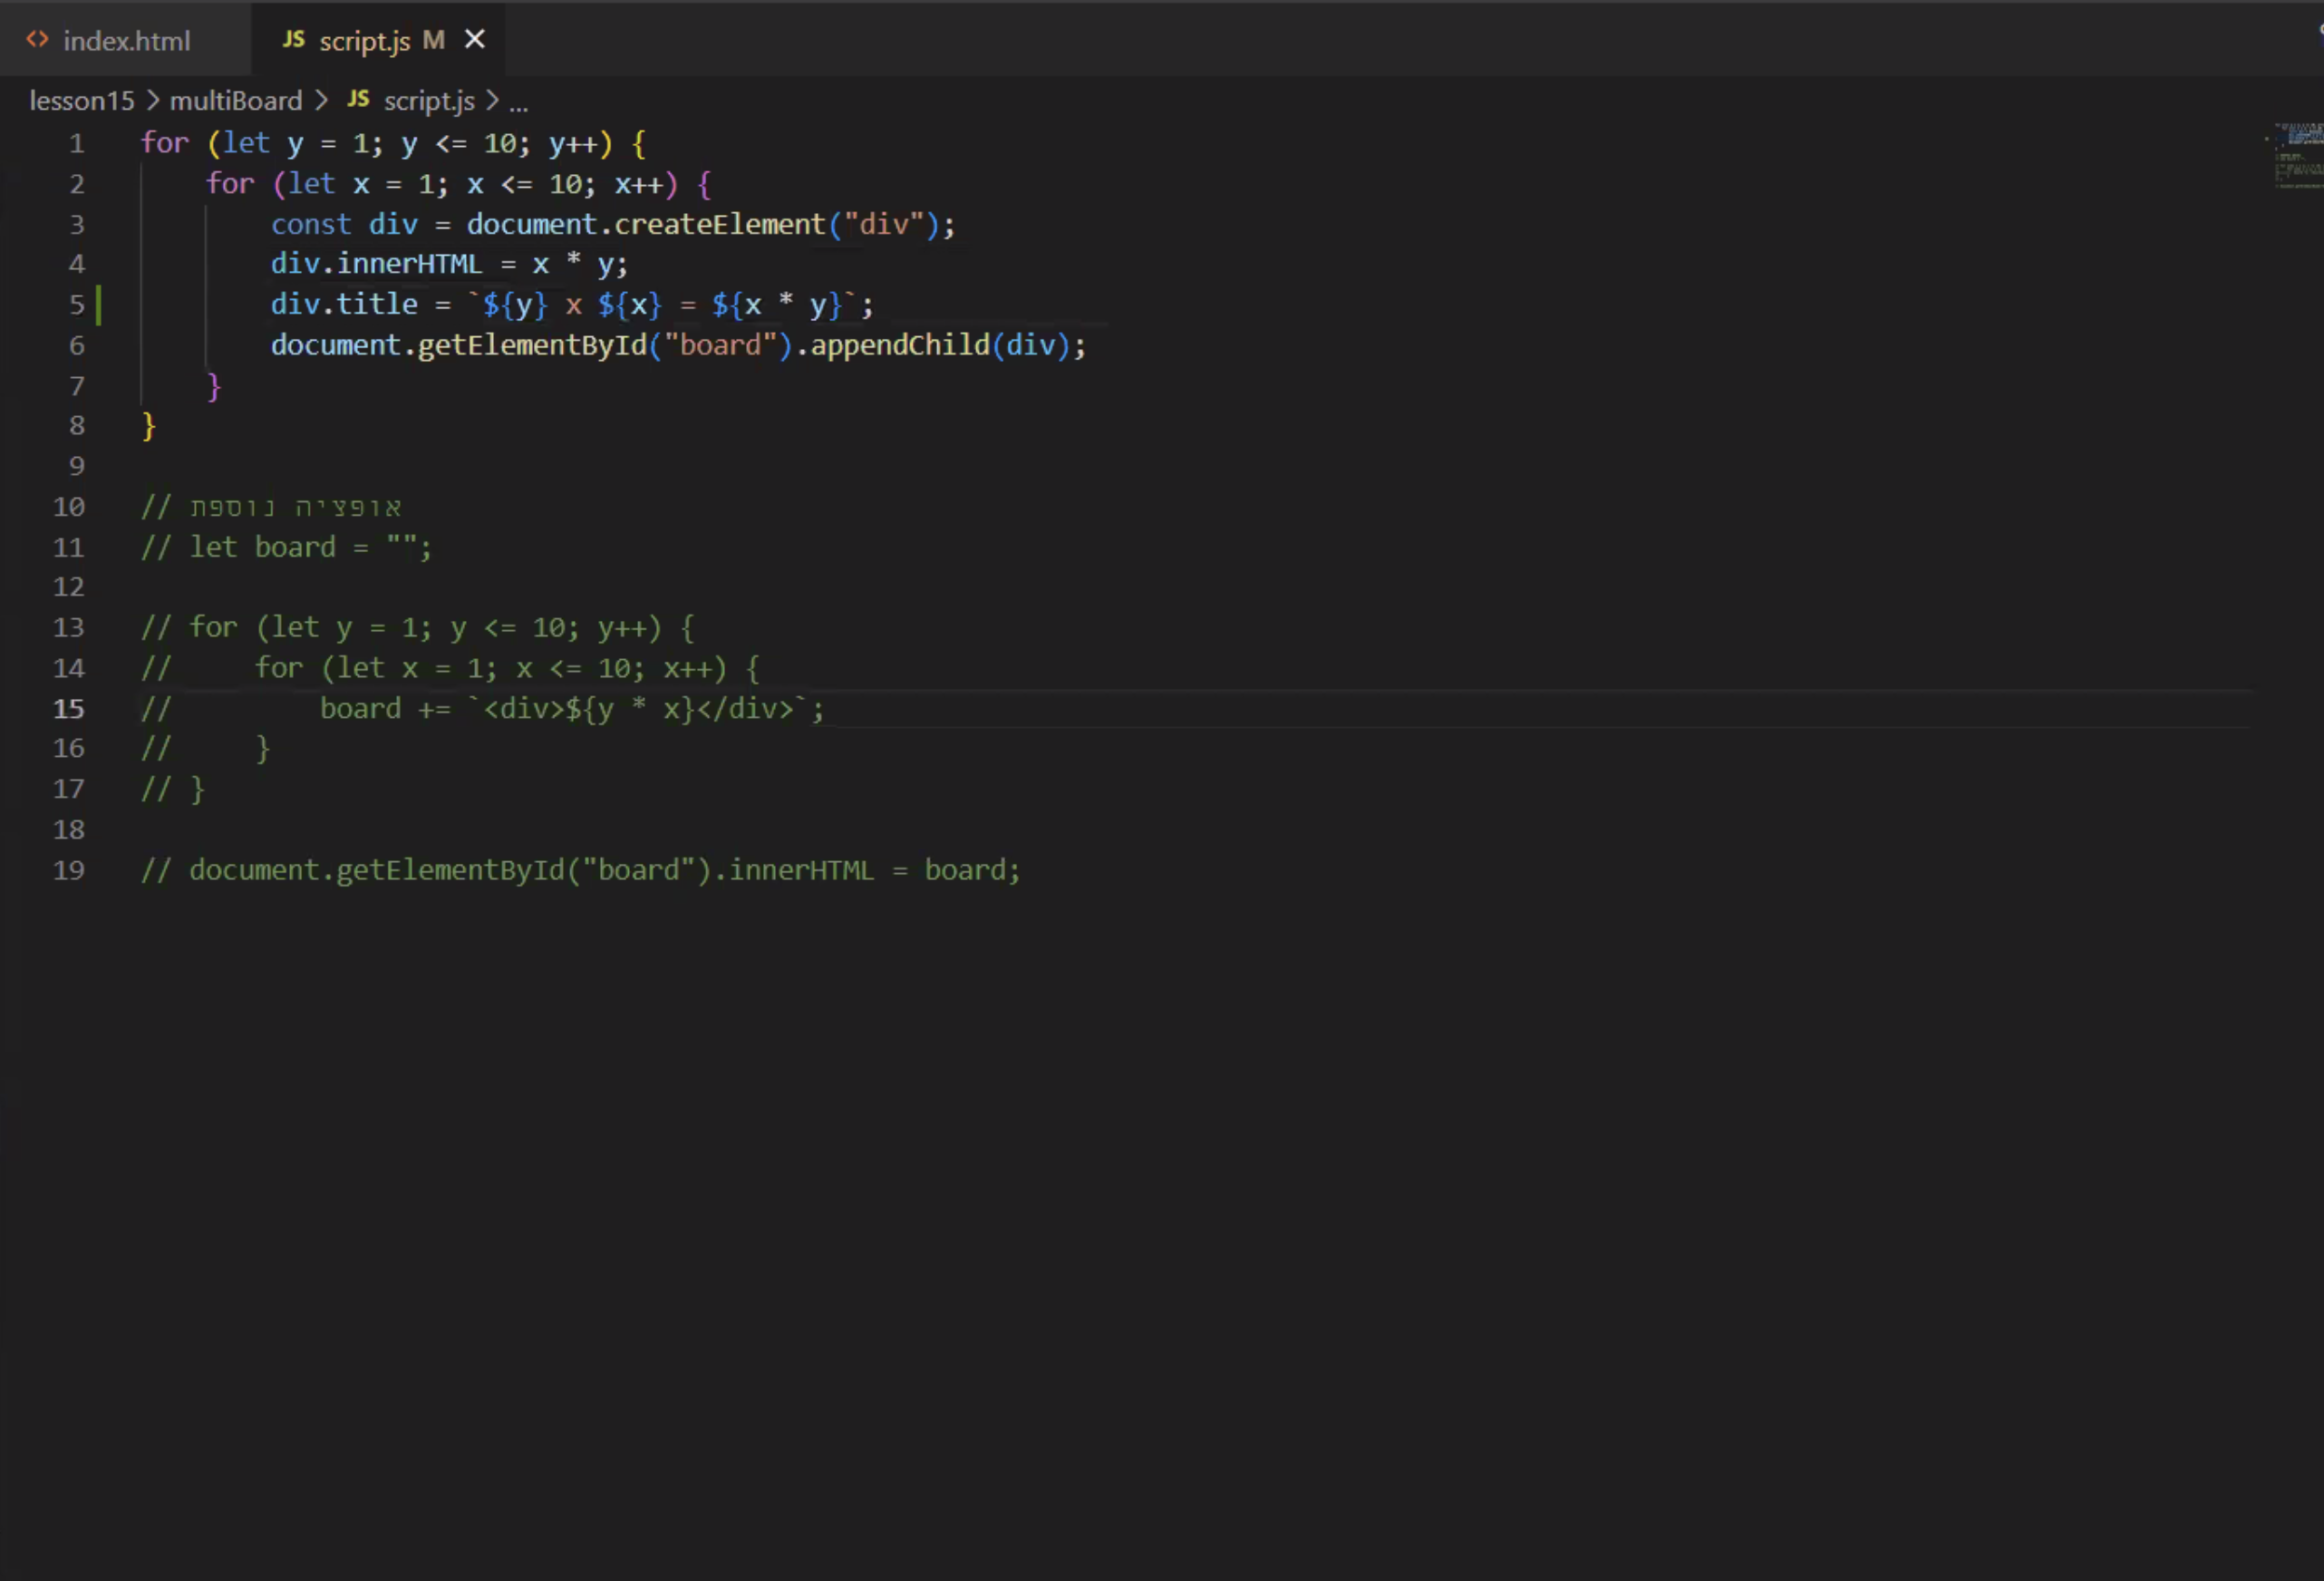 index.html JS script.js M
lesson15 > multiBoard > JS script.js > ...
1 for (let y = 1; y <= 10; y++) {
2     for (let x = 1; x <= 10; x++) {
3         const div = document.createElement("div");
4         div.innerHTML = x * y;
5         div.title = `${y} x ${x} = ${x * y}`;
6         document.getElementById("board").appendChild(div);
7     }
8 }
9
10 // אופציה נוספת
11 // let board = "";
12
13 // for (let y = 1; y <= 10; y++) {
14 //     for (let x = 1; x <= 10; x++) {
15 //         board += `<div>${y * x}</div>`;
16 //     }
17 // }
18
19 // document.getElementById("board").innerHTML = board;